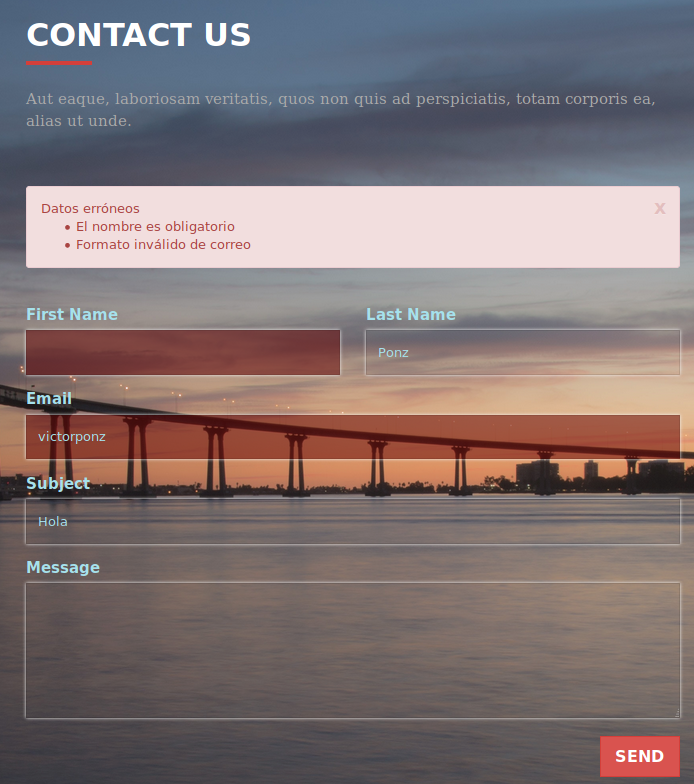 CONTACT US
Aut eaque, laboriosam veritatis, quos non quis ad perspiciatis, totam corporis ea,
alias ut unde.
Datos erróneos
x
• El nombre es obligatorio
• Formato inválido de correo
First Name
Last Name
Ponz
Email
victorponz
Subject
Hola
Message
SEND